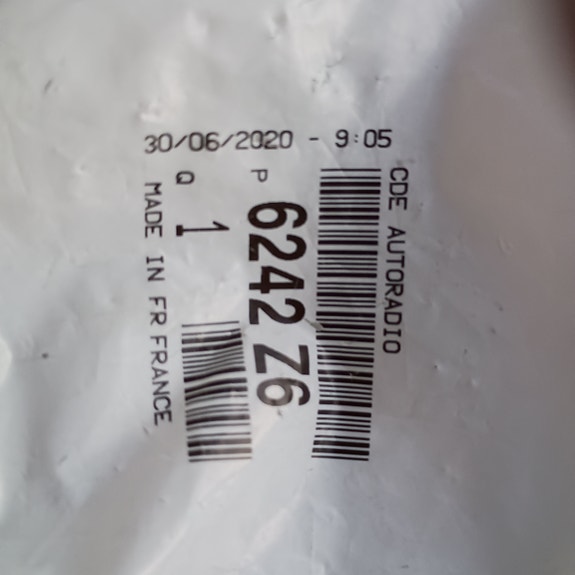 30/06/2020 - 9:05
CDE AUTORADIO
P 6242 Z6
Q 1
MADE IN FR FRANCE